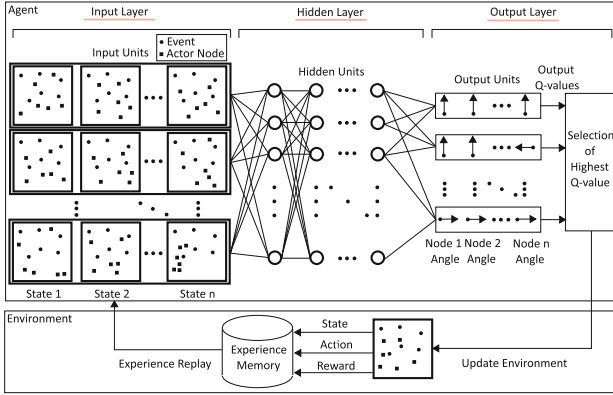 Agent
Input Layer
Hidden Layer
Output Layer
Input Units
Event
Actor Node
Hidden Units
Output Units
Output
Q-values
Selection
of
Highest
Q-value
Node 1
Angle
Node 2
Angle
Node n
Angle
State 1
State 2
State n
Environment
Experience Replay
Experience
Memory
State
Action
Reward
Update Environment